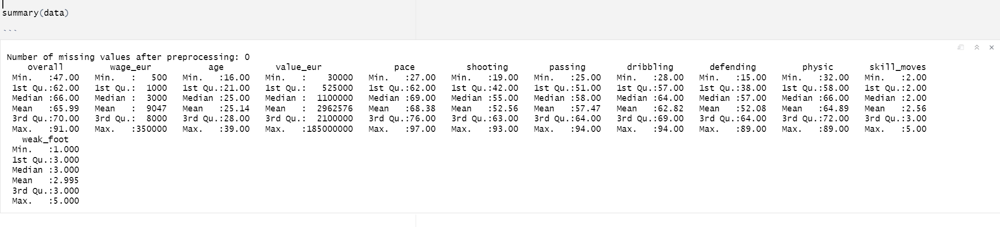 summary(data)
```
Number of missing values after preprocessing: 0
    overall         wage_eur           age          value_eur              pace          shooting        passing        dribbling       defending         physic       skill_moves
 Min.   :47.00   Min.   :   500   Min.   :16.00   Min.   :    30000   Min.   :27.00   Min.   :19.00   Min.   :25.00   Min.   :28.00   Min.   :15.00   Min.   :32.00   Min.   :2.00
 1st Qu.:62.00   1st Qu.:  1000   1st Qu.:21.00   1st Qu.:   525000   1st Qu.:62.00   1st Qu.:42.00   1st Qu.:51.00   1st Qu.:57.00   1st Qu.:38.00   1st Qu.:58.00   1st Qu.:2.00
 Median :66.00   Median :  3000   Median :25.00   Median :  1100000   Median :69.00   Median :55.00   Median :58.00   Median :64.00   Median :57.00   Median :66.00   Median :2.00
 Mean   :65.99   Mean   :  9047   Mean   :25.14   Mean   :  2962576   Mean   :68.38   Mean   :52.56   Mean   :57.47   Mean   :62.82   Mean   :52.08   Mean   :64.89   Mean   :2.56
 3rd Qu.:70.00   3rd Qu.:  8000   3rd Qu.:28.00   3rd Qu.:  2100000   3rd Qu.:76.00   3rd Qu.:63.00   3rd Qu.:64.00   3rd Qu.:69.00   3rd Qu.:64.00   3rd Qu.:72.00   3rd Qu.:3.00
 Max.   :91.00   Max.   :350000   Max.   :39.00   Max.   :185000000   Max.   :97.00   Max.   :93.00   Max.   :94.00   Max.   :94.00   Max.   :89.00   Max.   :89.00   Max.   :5.00
   weak_foot
 Min.   :1.000
 1st Qu.:3.000
 Median :3.000
 Mean   :2.995
 3rd Qu.:3.000
 Max.   :5.000